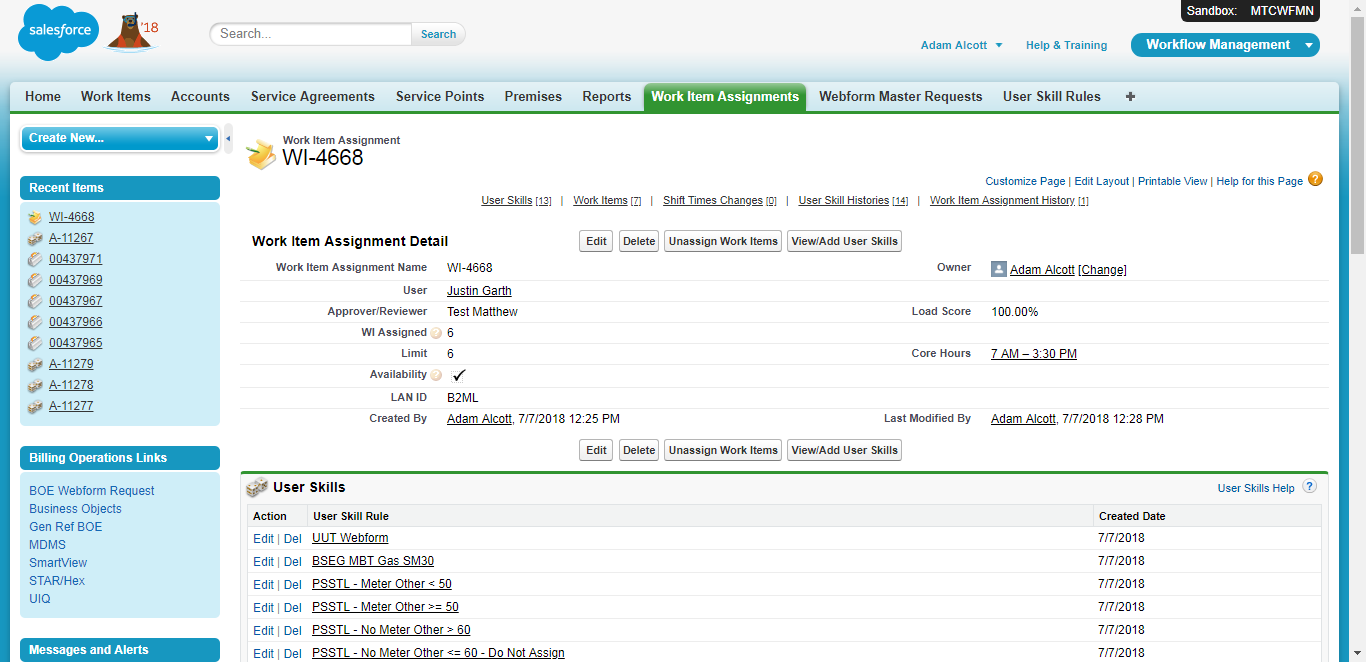 Sandbox: MTCWFMN
salesforce
'18
Search...
Search
Adam Alcott
Help & Training
Workflow Management
Home Work Items Accounts Service Agreements Service Points Premises Reports Work Item Assignments Webform Master Requests User Skill Rules +
Create New...
Recent Items
WI-4668
A-11267
00437971
00437969
00437967
00437966
00437965
A-11279
A-11278
A-11277
Billing Operations Links
BOE Webform Request
Business Objects
Gen Ref BOE
MDMS
SmartView
STAR/Hex
UIQ
Messages and Alerts
Work Item Assignment
WI-4668
Customize Page | Edit Layout | Printable View | Help for this Page ?
User Skills [13] | Work Items [7] | Shift Times Changes [0] | User Skill Histories [14] | Work Item Assignment History [1]
Work Item Assignment Detail Edit Delete Unassign Work Items View/Add User Skills
Work Item Assignment Name WI-4668 Owner Adam Alcott [Change]
User Justin Garth
Approver/Reviewer Test Matthew Load Score 100.00%
WI Assigned ? 6
Limit 6 Core Hours 7 AM – 3:30 PM
Availability ? ✓
LAN ID B2ML
Created By Adam Alcott, 7/7/2018 12:25 PM Last Modified By Adam Alcott, 7/7/2018 12:28 PM
Edit Delete Unassign Work Items View/Add User Skills
User Skills User Skills Help ?
Action User Skill Rule Created Date
Edit | Del UUT Webform 7/7/2018
Edit | Del BSEG MBT Gas SM30 7/7/2018
Edit | Del PSSTL - Meter Other < 50 7/7/2018
Edit | Del PSSTL - Meter Other >= 50 7/7/2018
Edit | Del PSSTL - No Meter Other > 60 7/7/2018
Edit | Del PSSTL - No Meter Other <= 60 - Do Not Assign 7/7/2018